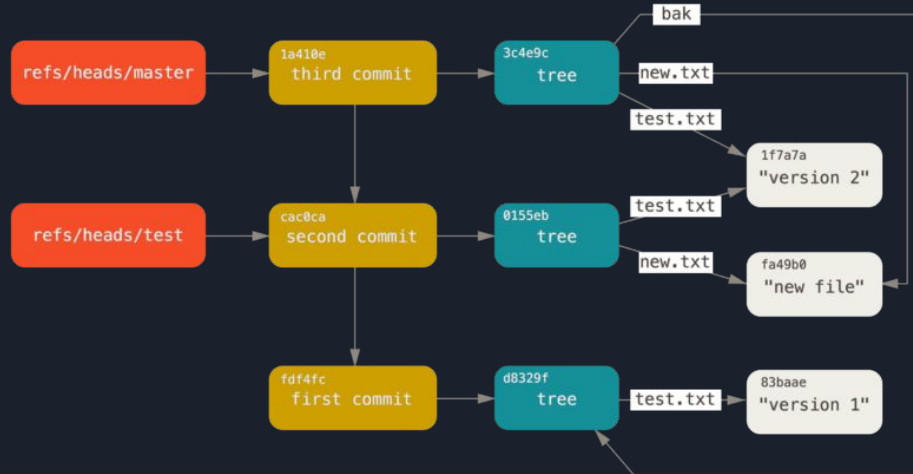 bak
1a410e
3c4e9c
refs/heads/master
third commit
tree
new.txt
test.txt
1f7a7a
"version 2"
cac0ca
0155eb
test.txt
refs/heads/test
second commit
tree
new.txt
fa49b0
"new file"
fdf4fc
d8329f
83baae
first commit
tree
test.txt
"version 1"